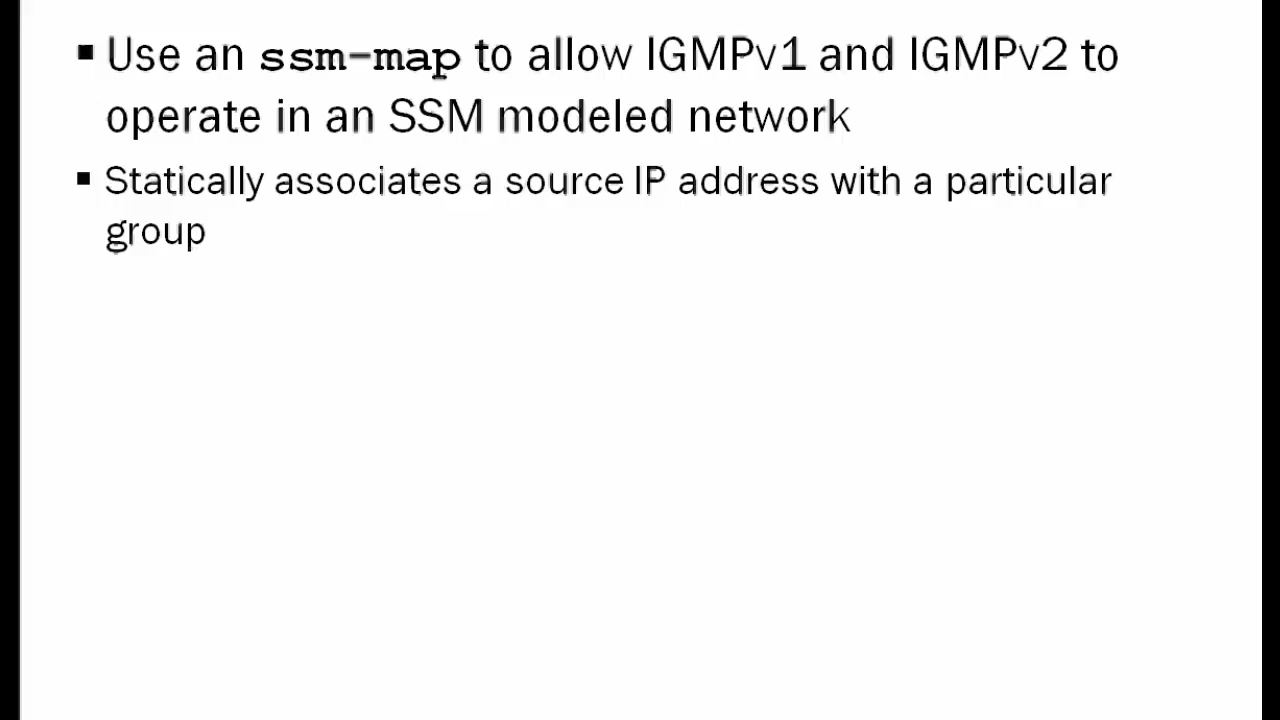 ▪ Use an ssm-map to allow IGMPv1 and IGMPv2 to
operate in an SSM modeled network
▪ Statically associates a source IP address with a particular
group